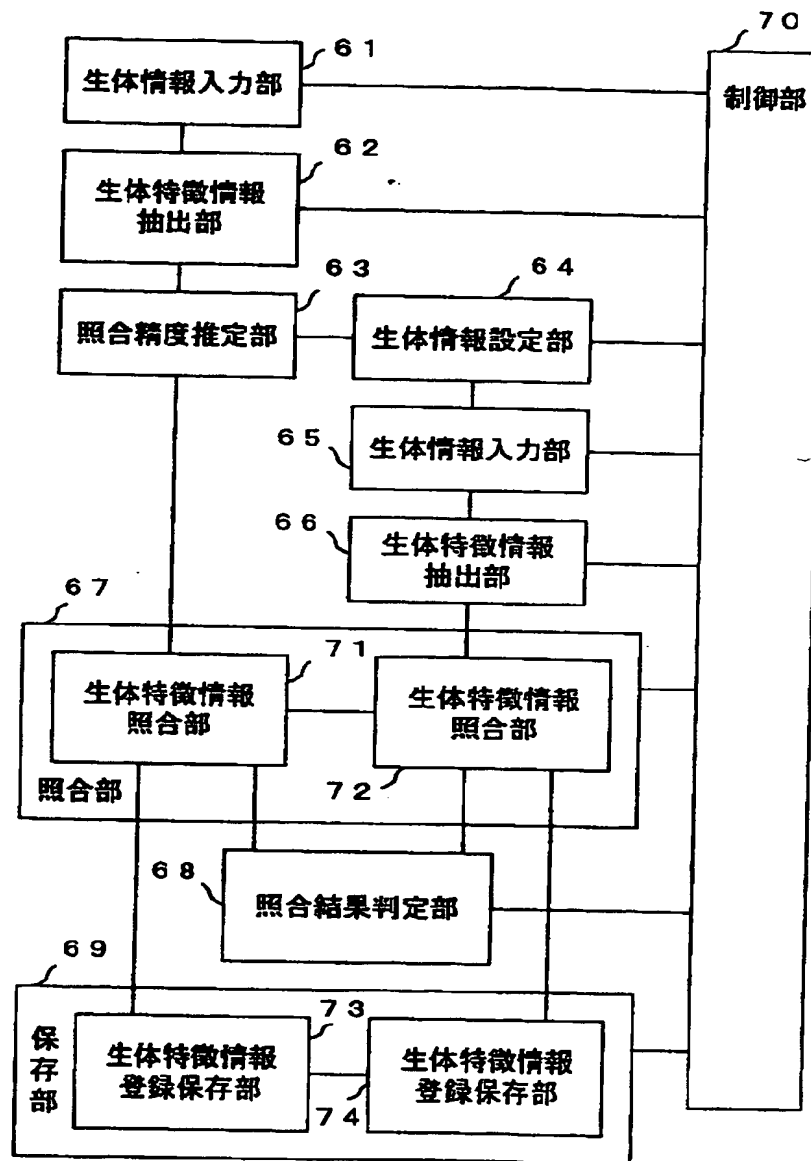 70
61
生体情報入力部
制御部
62
生体特徴情報
抽出部
63
照合精度推定部
64
生体情報設定部
65
生体情報入力部
66
生体特徴情報
抽出部
67
71
生体特徴情報
照合部
生体特徴情報
照合部
72
照合部
68
照合結果判定部
69
保存部
73
生体特徴情報
登録保存部
74
生体特徴情報
登録保存部